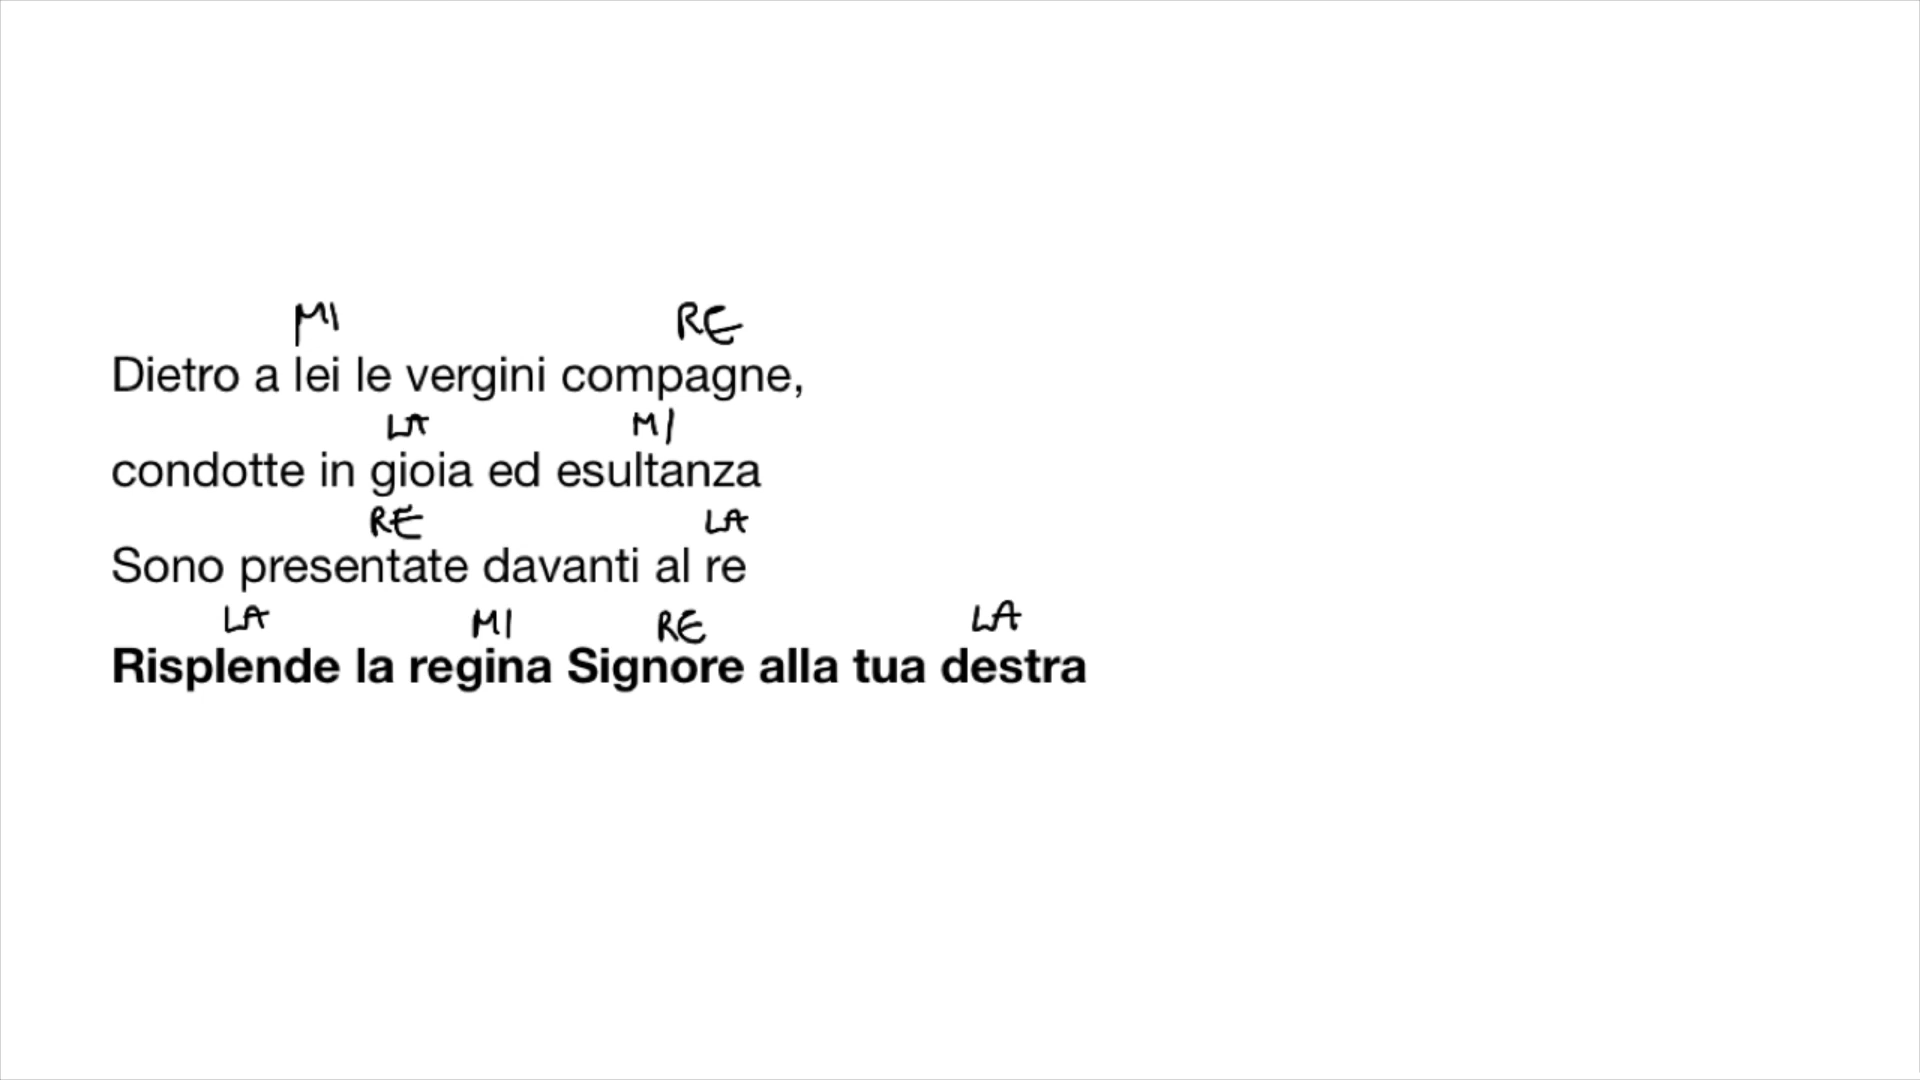 MI RE
Dietro a lei le vergini compagne,
LA MI
condotte in gioia ed esultanza
RE LA
Sono presentate davanti al re
LA MI RE LA
Risplende la regina Signore alla tua destra